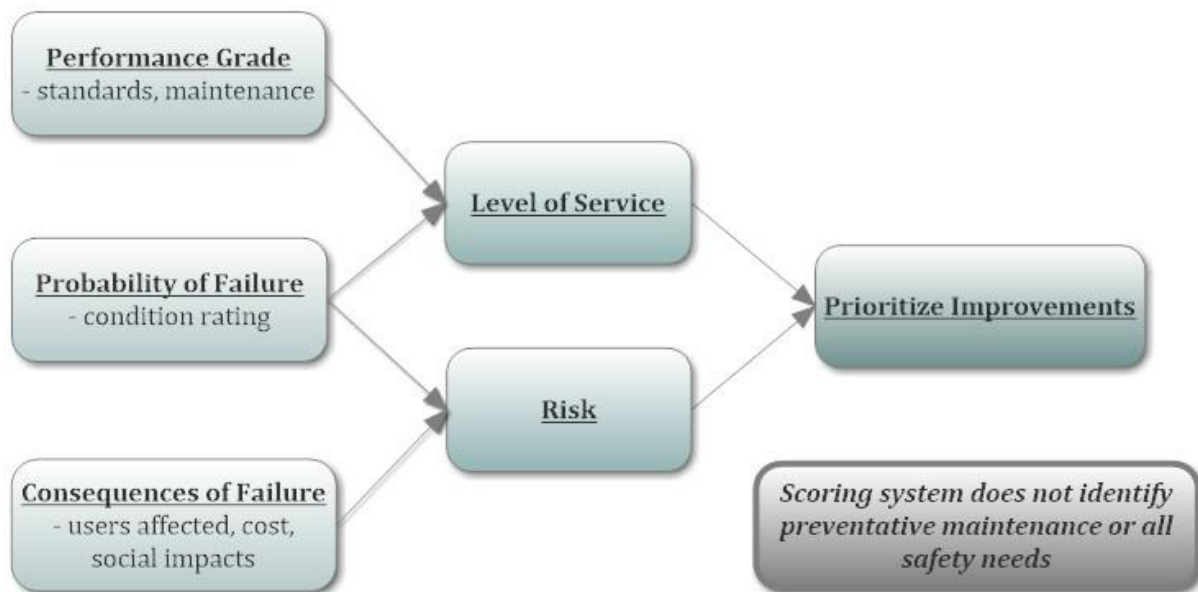 Performance Grade
- standards, maintenance
Level of Service
Probability of Failure
- condition rating
Prioritize Improvements
Risk
Consequences of Failure
- users affected, cost,
social impacts
Scoring system does not identify
preventative maintenance or all
safety needs